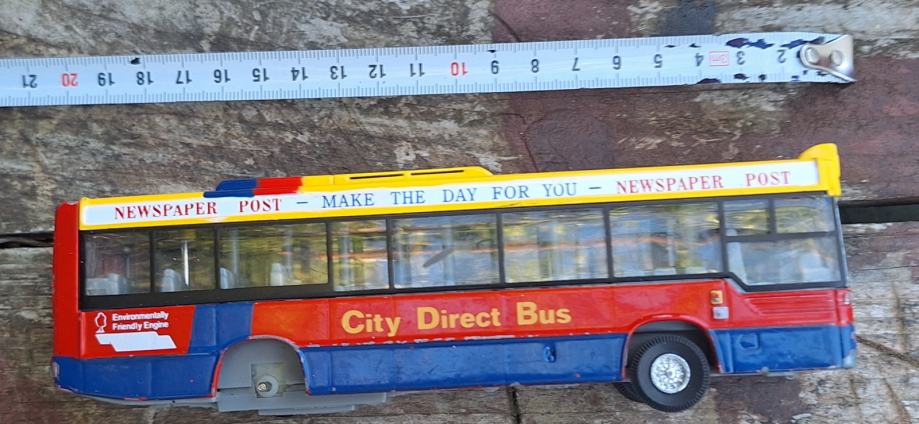 21 20 19 18 17 16 15 14 13 12 11 10 9 8 7 6 5 4 3m 3 2
NEWSPAPER POST – MAKE THE DAY FOR YOU – NEWSPAPER POST
City Direct Bus
Environmentally
Friendly Engine